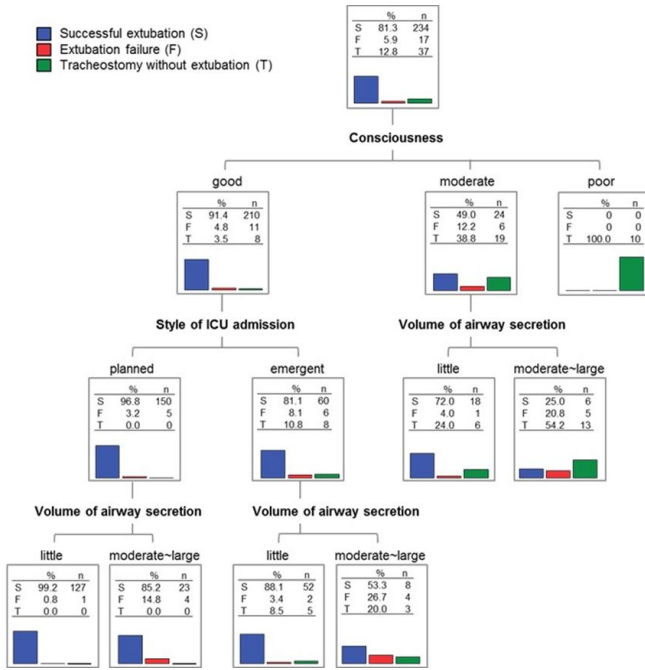 Successful extubation (S)
Extubation failure (F)
Tracheostomy without extubation (T)
% n
S 81.3 234
F 5.9 17
T 12.8 37
Consciousness
good
% n
S 91.4 210
F 4.8 11
T 3.5 8
moderate
% n
S 49.0 24
F 12.2 6
T 38.8 19
poor
% n
S 0 0
F 0 0
T 100.0 10
Style of ICU admission
Volume of airway secretion
planned
% n
S 96.8 150
F 3.2 5
T 0.0 0
emergent
% n
S 81.1 60
F 8.1 6
T 10.8 8
little
% n
S 72.0 18
F 4.0 1
T 24.0 6
moderate~large
% n
S 25.0 6
F 20.8 5
T 54.2 13
Volume of airway secretion
Volume of airway secretion
little
% n
S 99.2 127
F 0.8 1
T 0.0 0
moderate~large
% n
S 85.2 23
F 14.8 4
T 0.0 0
little
% n
S 88.1 52
F 3.4 2
T 8.5 5
moderate~large
% n
S 53.3 8
F 26.7 4
T 20.0 3